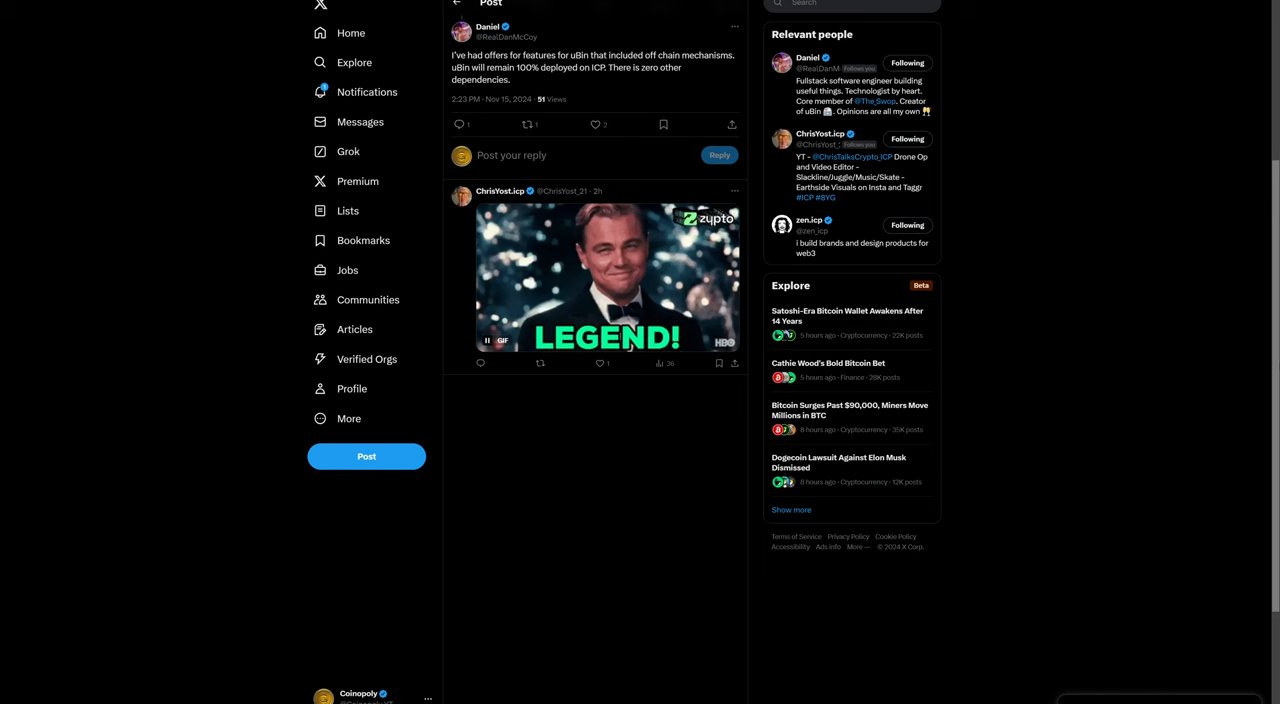 Home
Explore
1
Notifications
Messages
Grok
Premium
Lists
Bookmarks
Jobs
Communities
Articles
Verified Orgs
Profile
More
Post
Coinopoly
Post
Daniel
@RealDanMcCoy
I've had offers for features for uBin that included off chain mechanisms.
uBin will remain 100% deployed on ICP. There is zero other
dependencies.
2:23 PM · Nov 15, 2024 · 51 Views
1 1 2
Post your reply
Reply
ChrisYost.icp @ChrisYost_21 · 2h
zypto
LEGEND!
GIF
HBO
1 36
Search
Relevant people
Daniel
Following
@RealDanM Follows you
Fullstack software engineer building
useful things. Technologist by heart.
Core member of @The_Swop. Creator
of uBin. Opinions are all my own
ChrisYost.icp
Following
@ChrisYost_ Follows you
YT - @ChrisTalksCrypto_ICP Drone Op
and Video Editor -
Slackline/Juggle/Music/Skate -
Earthside Visuals on Insta and Taggr
#ICP #8YG
zen.icp
Following
@zen_icp
i build brands and design products for
web3
Explore
Beta
Satoshi-Era Bitcoin Wallet Awakens After
14 Years
5 hours ago · Cryptocurrency · 22K posts
Cathie Wood's Bold Bitcoin Bet
5 hours ago · Finance · 28K posts
Bitcoin Surges Past $90,000, Miners Move
Millions in BTC
8 hours ago · Cryptocurrency · 35K posts
Dogecoin Lawsuit Against Elon Musk
Dismissed
8 hours ago · Cryptocurrency · 12K posts
Show more
Terms of Service Privacy Policy Cookie Policy
Accessibility Ads info More ··· © 2024 X Corp.